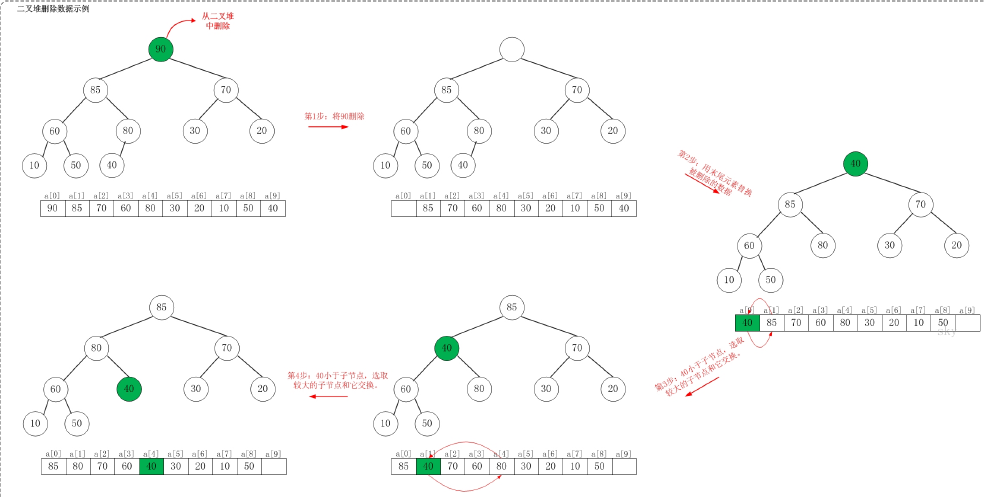 二叉堆删除数据示例
从二叉堆
中删除
90
85 70
60 80 30 20
10 50 40
a[0] a[1] a[2] a[3] a[4] a[5] a[6] a[7] a[8] a[9]
90 85 70 60 80 30 20 10 50 40
第1步:将90删除
85 70
60 80 30 20
10 50 40
a[0] a[1] a[2] a[3] a[4] a[5] a[6] a[7] a[8] a[9]
85 70 60 80 30 20 10 50 40
第2步:用末尾元素替换
被删除的数据
40
85 70
60 80 30 20
10 50
a[0] a[1] a[2] a[3] a[4] a[5] a[6] a[7] a[8] a[9]
40 85 70 60 80 30 20 10 50
sky
第3步:40小于子节点,选取
较大的子节点和它交换。
85
40 70
60 80 30 20
10 50
a[0] a[1] a[2] a[3] a[4] a[5] a[6] a[7] a[8] a[9]
85 40 70 60 80 30 20 10 50
第4步:40小于子节点,选取
较大的子节点和它交换。
85
80 70
60 40 30 20
10 50
a[0] a[1] a[2] a[3] a[4] a[5] a[6] a[7] a[8] a[9]
85 80 70 60 40 30 20 10 50